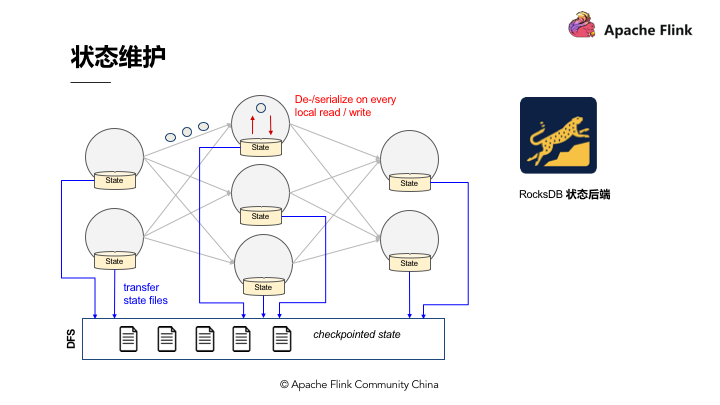 Apache Flink
状态维护
De-/serialize on every
local read / write
State
State
State
State
State
State
State
RocksDB 状态后端
transfer
state files
DFS
checkpointed state
© Apache Flink Community China